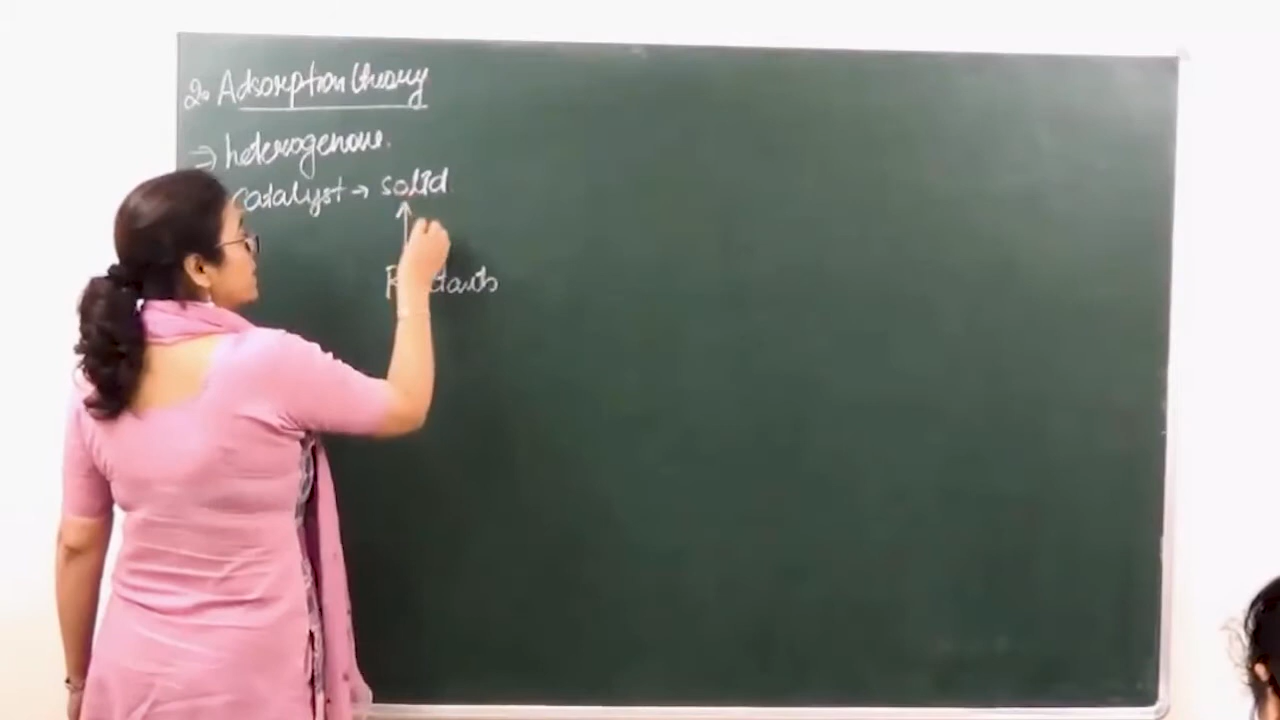 2. Adsorption theory
⇒ heterogenous.
catalyst → solid